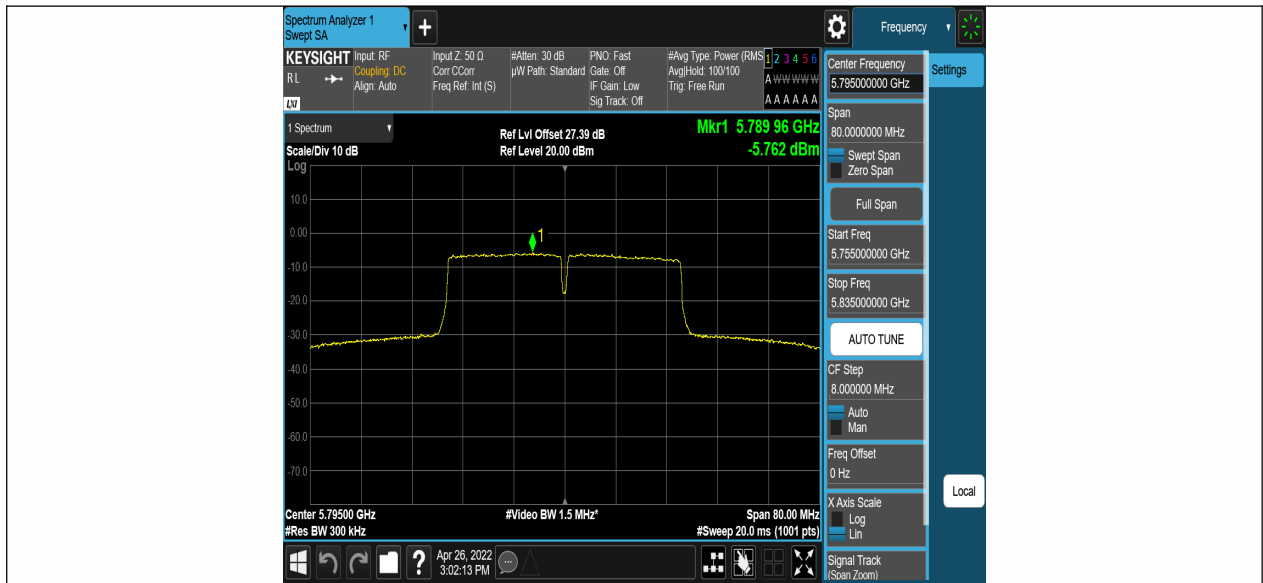 Spectrum Analyzer 1
Swept SA
+
Frequency
KEYSIGHT Input: RF Input Z: 50 Ω #Atten: 30 dB PNO: Fast #Avg Type: Power (RMS 1 2 3 4 5 6
RL Coupling: DC Corr CCorr µW Path: Standard Gate: Off Avg|Hold: 100/100 A W W W W W
Align: Auto Freq Ref: Int (S) IF Gain: Low Trig: Free Run
LXI Sig Track: Off A A A A A A
1 Spectrum
Ref Lvl Offset 27.39 dB Mkr1 5.789 96 GHz
Scale/Div 10 dB Ref Level 20.00 dBm -5.762 dBm
Log
10.0
0.00
1
-10.0
-20.0
-30.0
-40.0
-50.0
-60.0
-70.0
Center 5.79500 GHz #Video BW 1.5 MHz* Span 80.00 MHz
#Res BW 300 kHz #Sweep 20.0 ms (1001 pts)
? Apr 26, 2022
3:02:13 PM
Center Frequency
5.795000000 GHz
Settings
Span
80.0000000 MHz
Swept Span
Zero Span
Full Span
Start Freq
5.755000000 GHz
Stop Freq
5.835000000 GHz
AUTO TUNE
CF Step
8.000000 MHz
Auto
Man
Freq Offset
0 Hz
Local
X Axis Scale
Log
Lin
Signal Track
(Span Zoom)